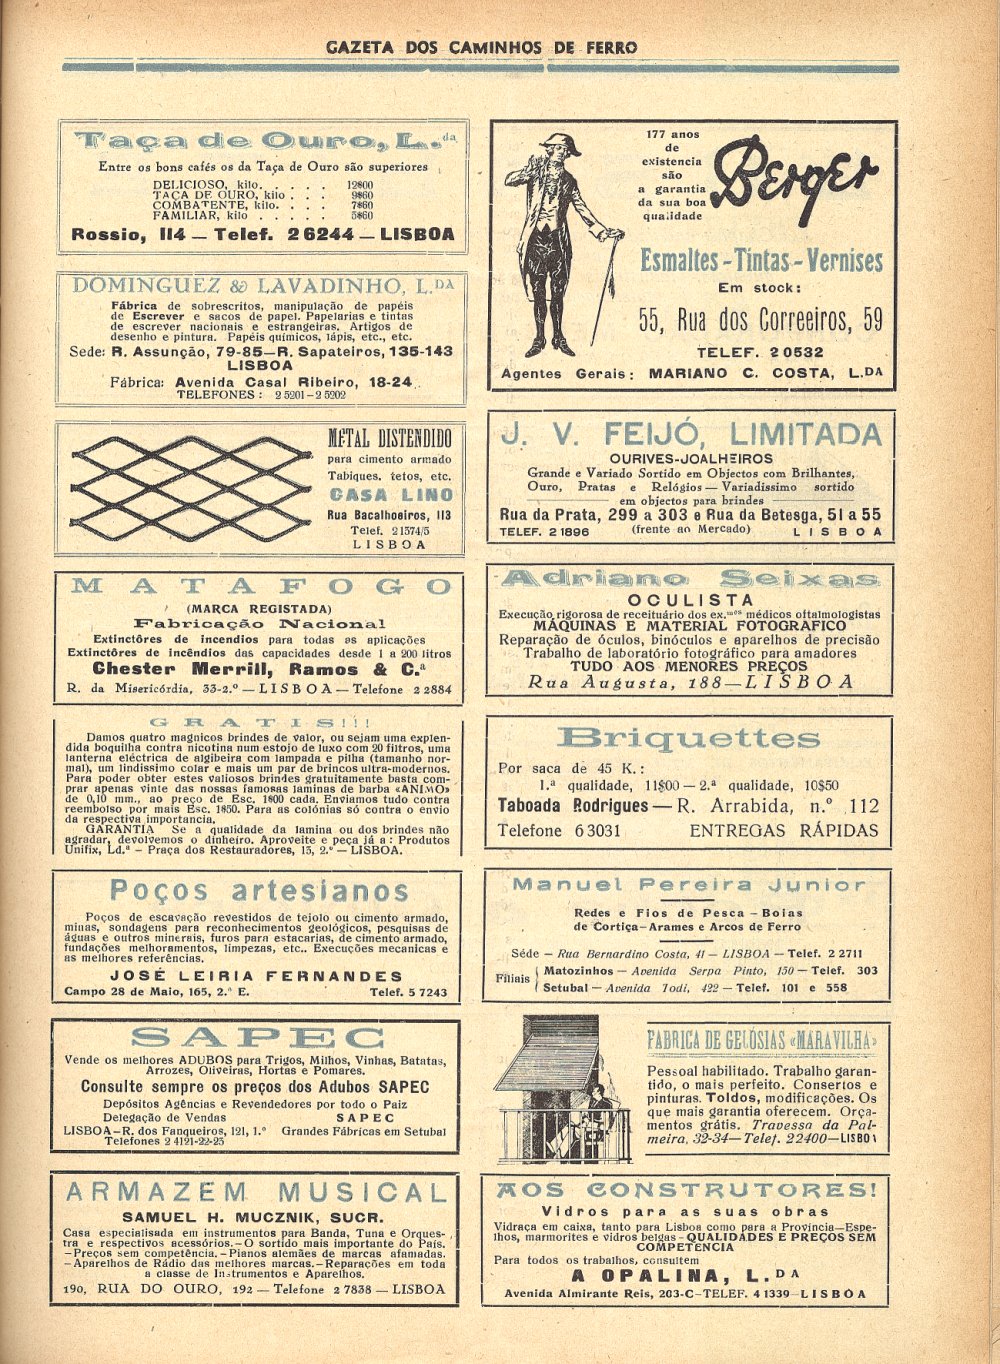 GAZETA DOS CAMINHOS DE FERRO
Taça de Ouro, L.da
Entre os bons cafés os da Taça de Ouro são superiores
DELICIOSO, kilo. . . . . 12$00
TAÇA DE OURO, kilo . . . 9$60
COMBATENTE, kilo. . . . 7$60
FAMILIAR, kilo . . . . . 5$60
Rossio, 114 — Telef. 2 6244 — LISBOA
DOMINGUEZ & LAVADINHO, L.DA
Fábrica de sobrescritos, manipulação de papéis
de Escrever e sacos de papel. Papelarias e tintas
de escrever nacionais e estrangeiras. Artigos de
desenho e pintura. Papéis químicos, lápis, etc., etc.
Sede: R. Assunção, 79-85—R. Sapateiros, 135-143
LISBOA
Fábrica: Avenida Casal Ribeiro, 18-24
TELEFONES : 2 5201 – 2 5202
METAL DISTENDIDO
para cimento armado
Tabiques, tetos, etc.
CASA LINO
Rua Bacalhoeiros, 113
Telef. 2 1574/5
LISBOA
MATAFOGO
(MARCA REGISTADA)
Fabricação Nacional
Extinctôres de incendios para todas as aplicações
Extinctôres de incêndios das capacidades desde 1 a 200 litros
Chester Merrill, Ramos & C.ª
R. da Misericórdia, 33-2.º — LISBOA — Telefone 2 2884
GRATIS!!!
Damos quatro magnicos brindes de valor, ou sejam uma explen-
dida boquilha contra nicotina num estojo de luxo com 20 filtros, uma
lanterna eléctrica de algibeira com lampada e pilha (tamanho nor-
mal), um lindissimo colar e mais um par de brincos ultra-modernos.
Para poder obter estes valiosos brindes gratuitamente basta com-
prar apenas vinte das nossas famosas laminas de barba «ANIMO»
de 0,10 mm., ao preço de Esc. 1$00 cada. Enviamos tudo contra
reembolso por mais Esc. 1$50. Para as colónias só contra o envio
da respectiva importancia.
GARANTIA Se a qualidade da lamina ou dos brindes não
agradar, devolvemos o dinheiro. Aproveite e peça já a : Produtos
Unifix, Ld.ª - Praça dos Restauradores, 13, 2.º — LISBOA.
Poços artesianos
Poços de escavação revestidos de tejolo ou cimento armado,
minas, sondagens para reconhecimentos geológicos, pesquisas de
águas e outros minerais, furos para estacarias, de cimento armado,
fundações melhoramentos, limpezas, etc.. Execuções mecanicas e
as melhores referências.
JOSÉ LEIRIA FERNANDES
Campo 28 de Maio, 165, 2.º E. Telef. 5 7243
SAPEC
Vende os melhores ADUBOS para Trigos, Milhos, Vinhas, Batatas,
Arrozes, Oliveiras, Hortas e Pomares.
Consulte sempre os preços dos Adubos SAPEC
Depósitos Agências e Revendedores por todo o Paiz
Delegação de Vendas SAPEC
LISBOA—R. dos Fanqueiros, 121, 1.º Grandes Fábricas em Setubal
Telefones 2 4121-22-23
ARMAZEM MUSICAL
SAMUEL H. MUCZNIK, SUCR.
Casa especialisada em instrumentos para Banda, Tuna e Orques-
tra e respectivos acessórios.—O sortido mais importante do País.
—Preços sem competência.—Pianos alemães de marcas afamadas.
—Aparelhos de Rádio das melhores marcas.—Reparações em toda
a classe de Instrumentos e Aparelhos.
190, RUA DO OURO, 192 — Telefone 2 7838 — LISBOA
177 anos
de
existencia
são
a garantia
da sua boa
qualidade
Berger
Esmaltes - Tintas - Vernises
Em stock:
55, Rua dos Correeiros, 59
TELEF. 2 0532
Agentes Gerais: MARIANO C. COSTA, L.DA
J. V. FEIJÓ, LIMITADA
OURIVES-JOALHEIROS
Grande e Variado Sortido em Objectos com Brilhantes,
Ouro, Pratas e Relógios — Variadissimo sortido
em objectos para brindes
Rua da Prata, 299 a 303 e Rua da Betesga, 51 a 55
TELEF. 2 1896 (frente ao Mercado) LISBOA
Adriano Seixas
OCULISTA
Execução rigorosa de receituário dos ex.mos médicos oftalmologistas
MÁQUINAS E MATERIAL FOTOGRÁFICO
Reparação de óculos, binóculos e aparelhos de precisão
Trabalho de laboratório fotográfico para amadores
TUDO AOS MENORES PREÇOS
Rua Augusta, 188—LISBOA
Briquettes
Por saca de 45 K.:
1.ª qualidade, 11$00 — 2.ª qualidade, 10$50
Taboada Rodrigues — R. Arrabida, n.º 112
Telefone 6 3031 ENTREGAS RÁPIDAS
Manuel Pereira Junior
Redes e Fios de Pesca – Boias
de Cortiça–Arames e Arcos de Ferro
Séde — Rua Bernardino Costa, 41 — LISBOA — Telef. 2 2711
Filiais
Matozinhos — Avenida Serpa Pinto, 150 — Telef. 303
Setubal — Avenida Todi, 422 — Telef. 101 e 558
FABRICA DE GELÓSIAS «MARAVILHA»
Pessoal habilitado. Trabalho garan-
tido, o mais perfeito. Consertos e
pinturas. Toldos, modificações. Os
que mais garantia oferecem. Orça-
mentos grátis. Travessa da Pal-
meira, 32-34—Telef. 22400—LISBOA
AOS CONSTRUTORES!
Vidros para as suas obras
Vidraça em caixa, tanto para Lisboa como para a Província—Espe-
lhos, marmorites e vidros belgas - QUALIDADES E PREÇOS SEM
COMPETENCIA
Para todos os trabalhos, consultem
A OPALINA, L.DA
Avenida Almirante Reis, 203-C–TELEF. 4 1339–LISBOA